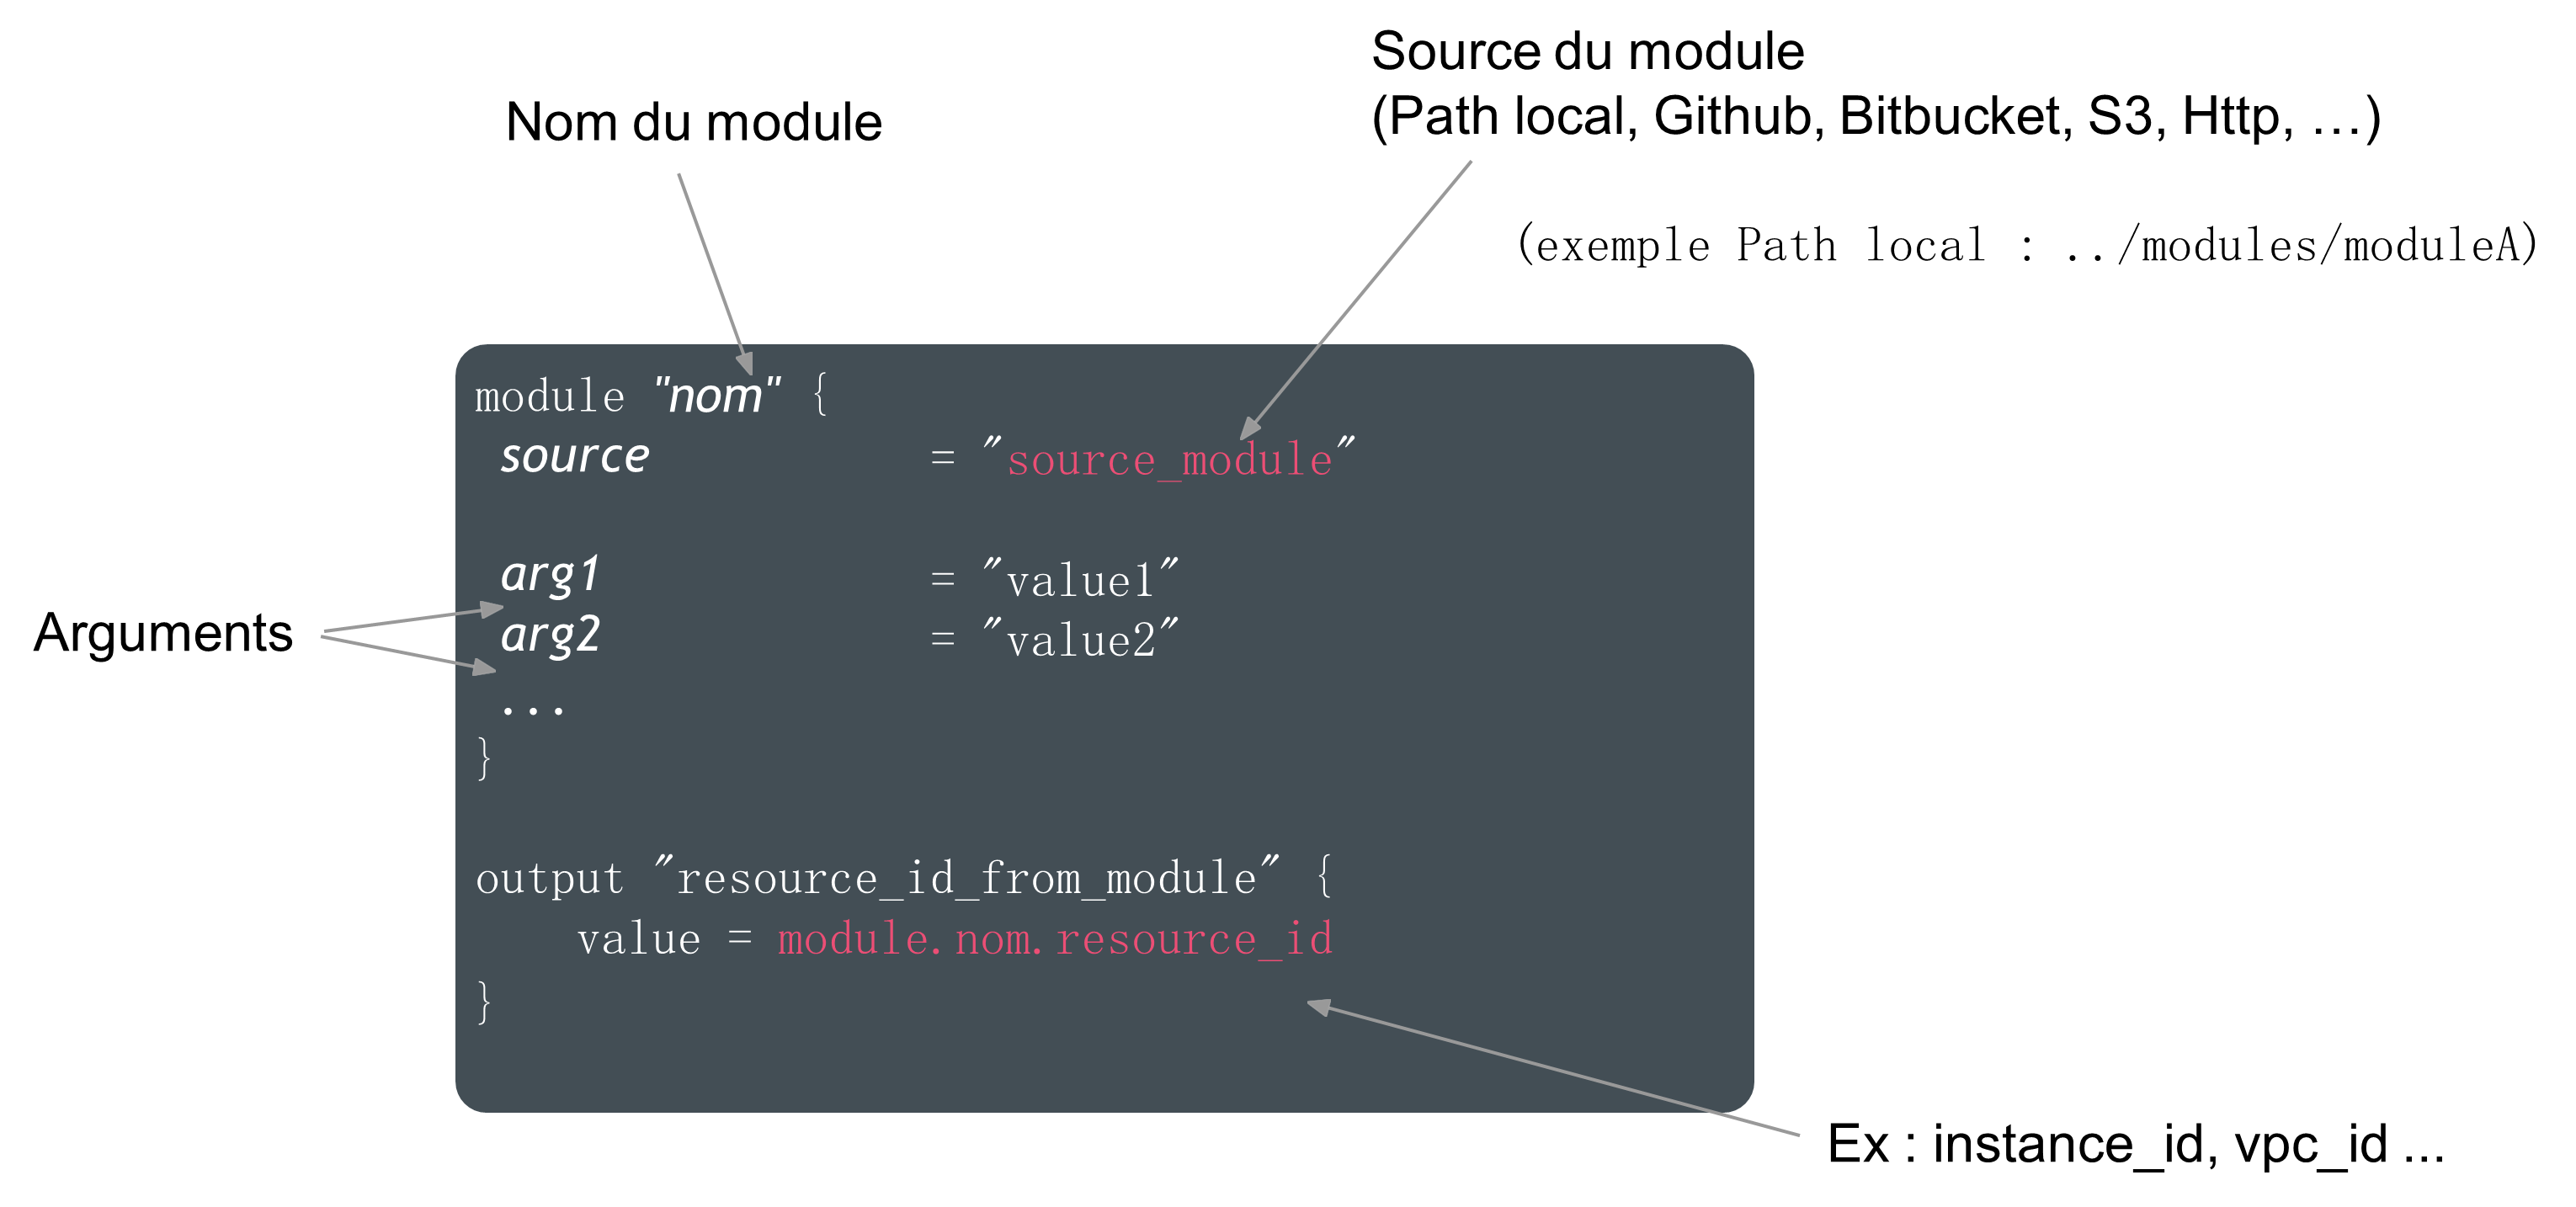 Source du module
(Path local, Github, Bitbucket, S3, Http, …)
Nom du module
(exemple Path local : ../modules/moduleA)
module "nom" {
source = "source_module"
arg1 = "value1"
Arguments
arg2 = "value2"
...
}
output "resource_id_from_module" {
value = module.nom.resource_id
}
Ex : instance_id, vpc_id ...